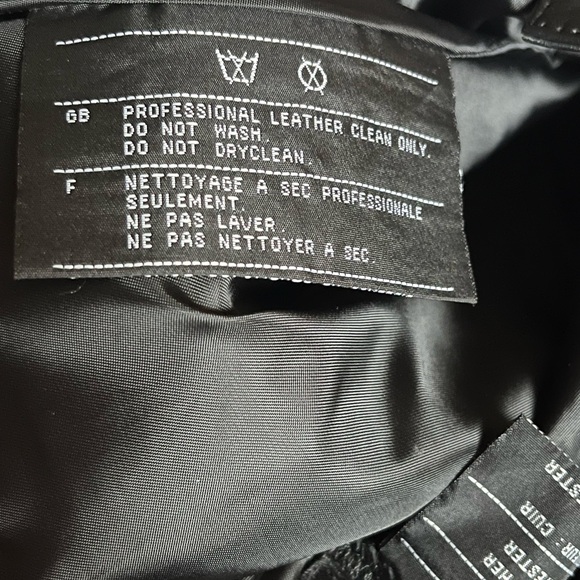 GB PROFESSIONAL LEATHER CLEAN ONLY.
DO NOT WASH.
DO NOT DRYCLEAN.
F NETTOYAGE A SEC PROFESSIONALE
SEULEMENT.
NE PAS LAVER.
NE PAS NETTOYER A SEC.
: CUIR